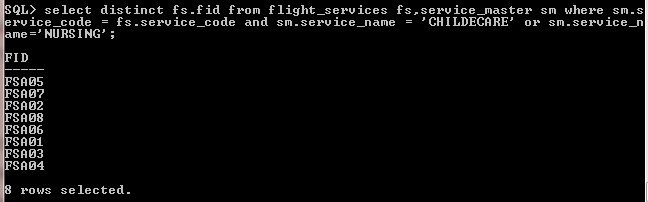 SQL> select distinct fs.fid from flight_services fs,service_master sm where sm.s
ervice_code = fs.service_code and sm.service_name = 'CHILDECARE' or sm.service_n
ame='NURSING';
FID
-----
FSA05
FSA07
FSA02
FSA08
FSA06
FSA01
FSA03
FSA04
8 rows selected.